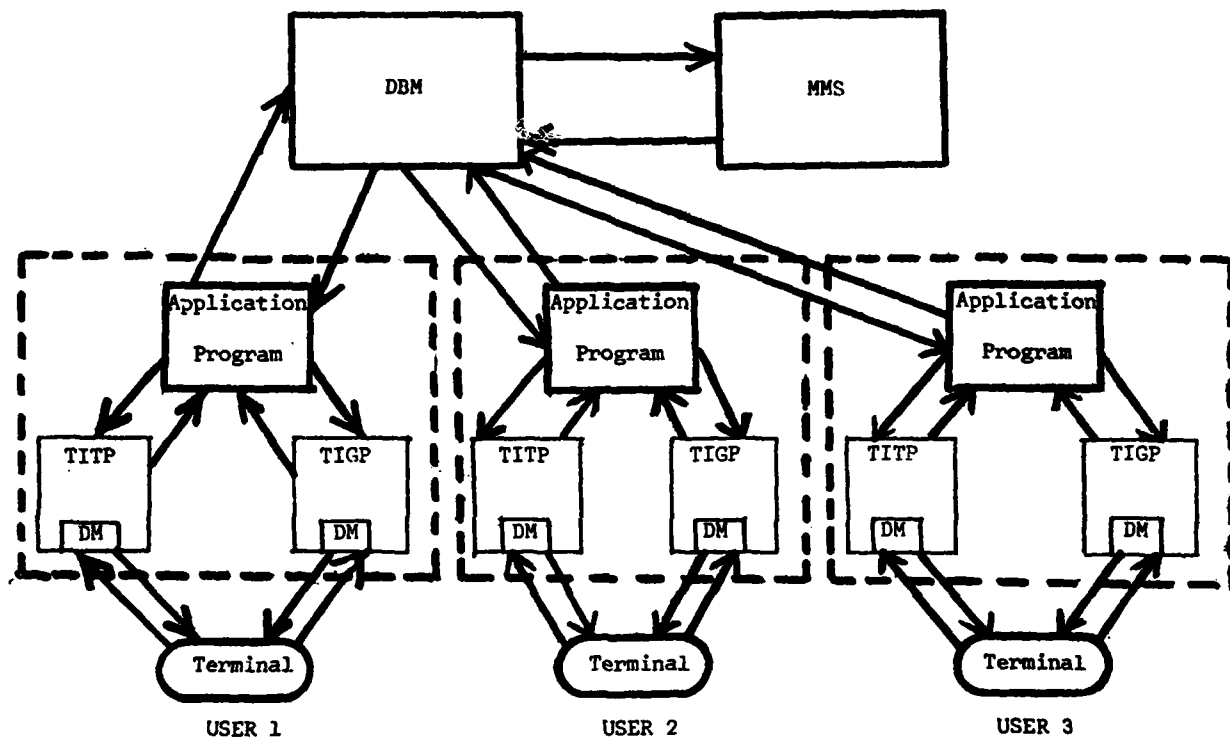 DBM
MMS
Application
Program
Application
Program
Application
Program
TITP
TIGP
TITP
TIGP
TITP
TIGP
DM
DM
DM
DM
DM
DM
Terminal
Terminal
Terminal
USER 1
USER 2
USER 3